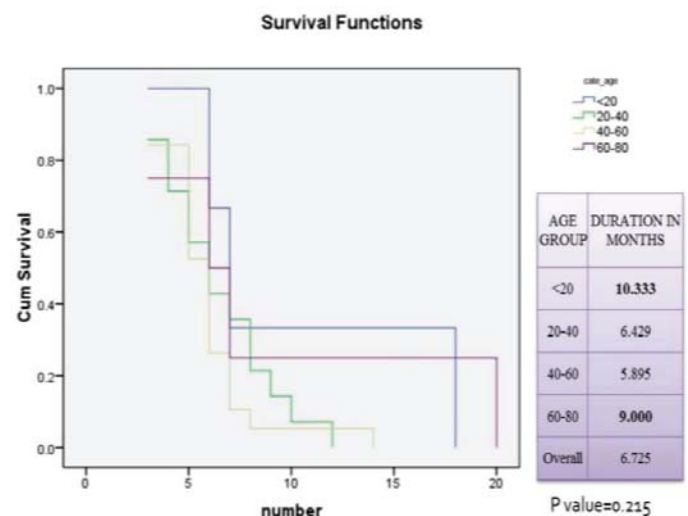 Survival Functions
Cum Survival
1.0
0.8
0.6
0.4
0.2
0.0
0
5
10
15
20
number
cate_age
<20
20-40
40-60
60-80
AGE GROUP DURATION IN MONTHS
<20 10.333
20-40 6.429
40-60 5.895
60-80 9.000
Overall 6.725
P value=0.215